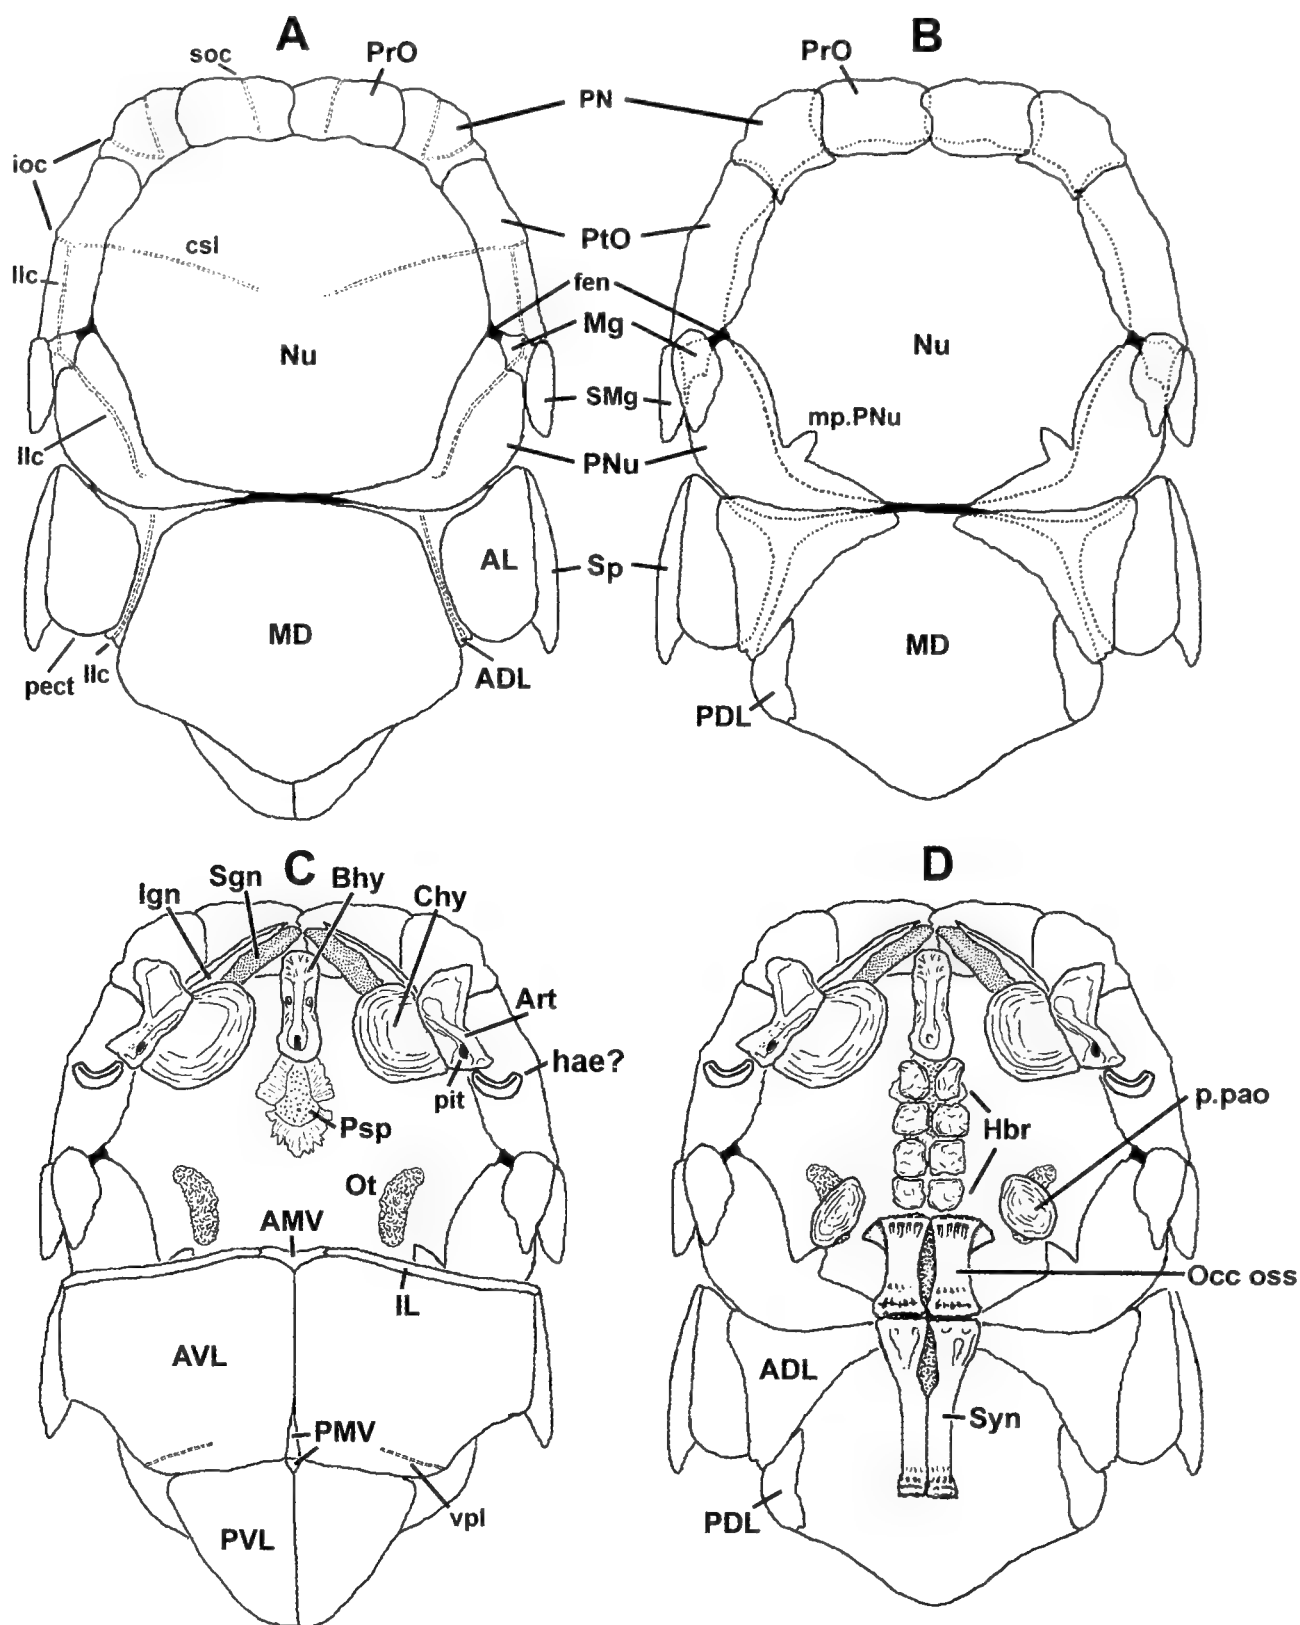 A
B
soc
PrO
PrO
PN
ioc
csl
PtO
llc
fen
Mg
Nu
Nu
SMg
mp.PNu
llc
PNu
AL
Sp
MD
MD
pect
llc
ADL
PDL
C
D
Ign
Sgn
Bhy
Chy
Art
hae?
pit
p.pao
Psp
Hbr
Ot
AMV
Occ oss
IL
AVL
ADL
PMV
Syn
vpl
PVL
PDL